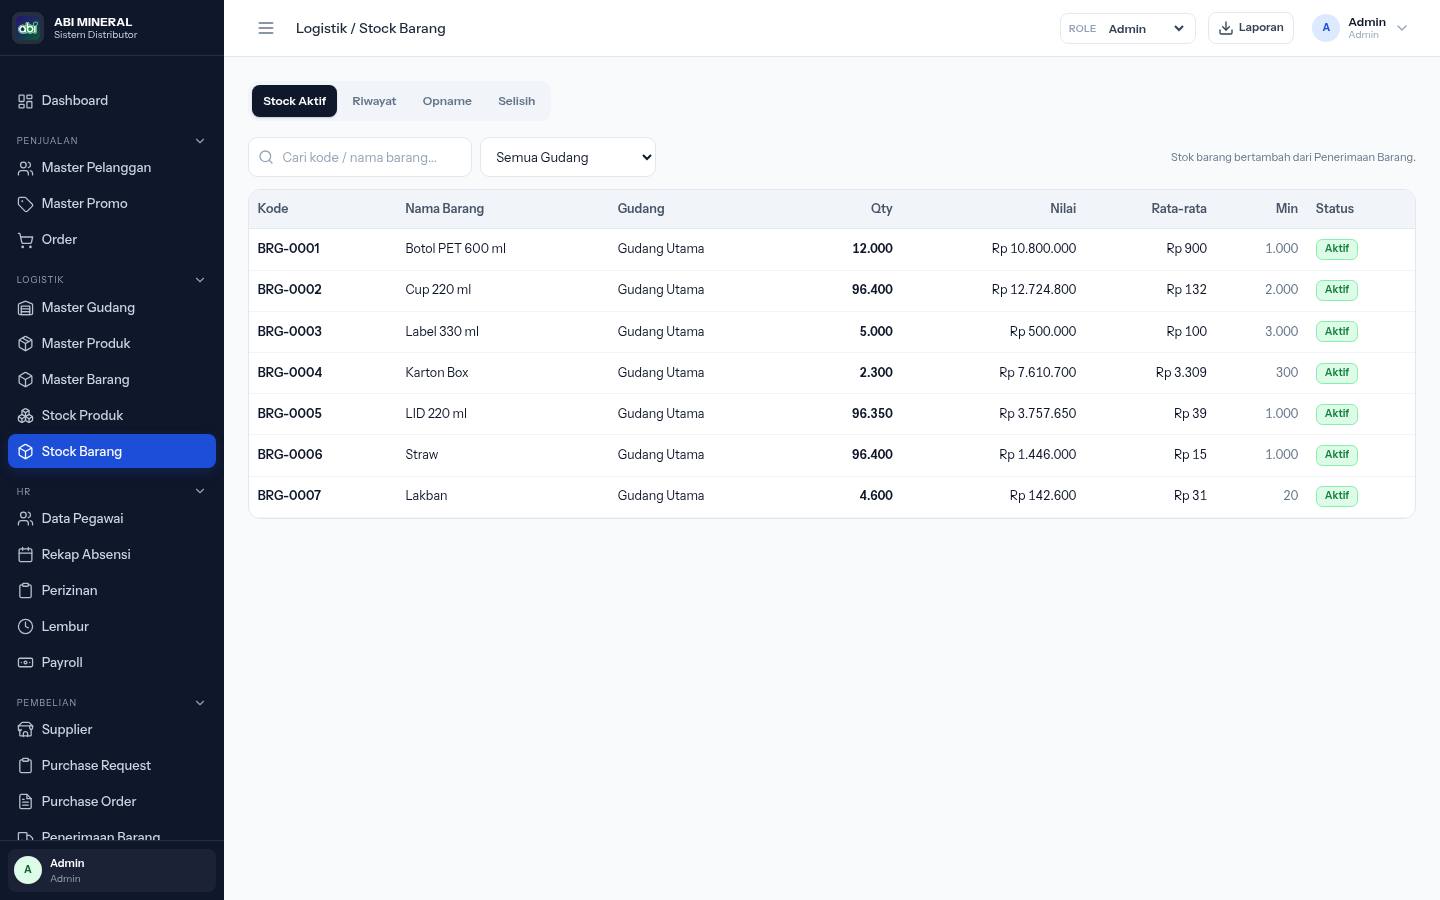 abi
ABI MINERAL
Sistem Distributor
Logistik / Stock Barang
ROLE Admin
Laporan
A
Admin
Admin
Dashboard
PENJUALAN
Master Pelanggan
Master Promo
Order
LOGISTIK
Master Gudang
Master Produk
Master Barang
Stock Produk
Stock Barang
HR
Data Pegawai
Rekap Absensi
Perizinan
Lembur
Payroll
PEMBELIAN
Supplier
Purchase Request
Purchase Order
Penerimaan Barang
A
Admin
Admin
Stock Aktif Riwayat Opname Selisih
Cari kode / nama barang... Semua Gudang Stok barang bertambah dari Penerimaan Barang.
Kode Nama Barang Gudang Qty Nilai Rata-rata Min Status
BRG-0001 Botol PET 600 ml Gudang Utama 12.000 Rp 10.800.000 Rp 900 1.000 Aktif
BRG-0002 Cup 220 ml Gudang Utama 96.400 Rp 12.724.800 Rp 132 2.000 Aktif
BRG-0003 Label 330 ml Gudang Utama 5.000 Rp 500.000 Rp 100 3.000 Aktif
BRG-0004 Karton Box Gudang Utama 2.300 Rp 7.610.700 Rp 3.309 300 Aktif
BRG-0005 LID 220 ml Gudang Utama 96.350 Rp 3.757.650 Rp 39 1.000 Aktif
BRG-0006 Straw Gudang Utama 96.400 Rp 1.446.000 Rp 15 1.000 Aktif
BRG-0007 Lakban Gudang Utama 4.600 Rp 142.600 Rp 31 20 Aktif